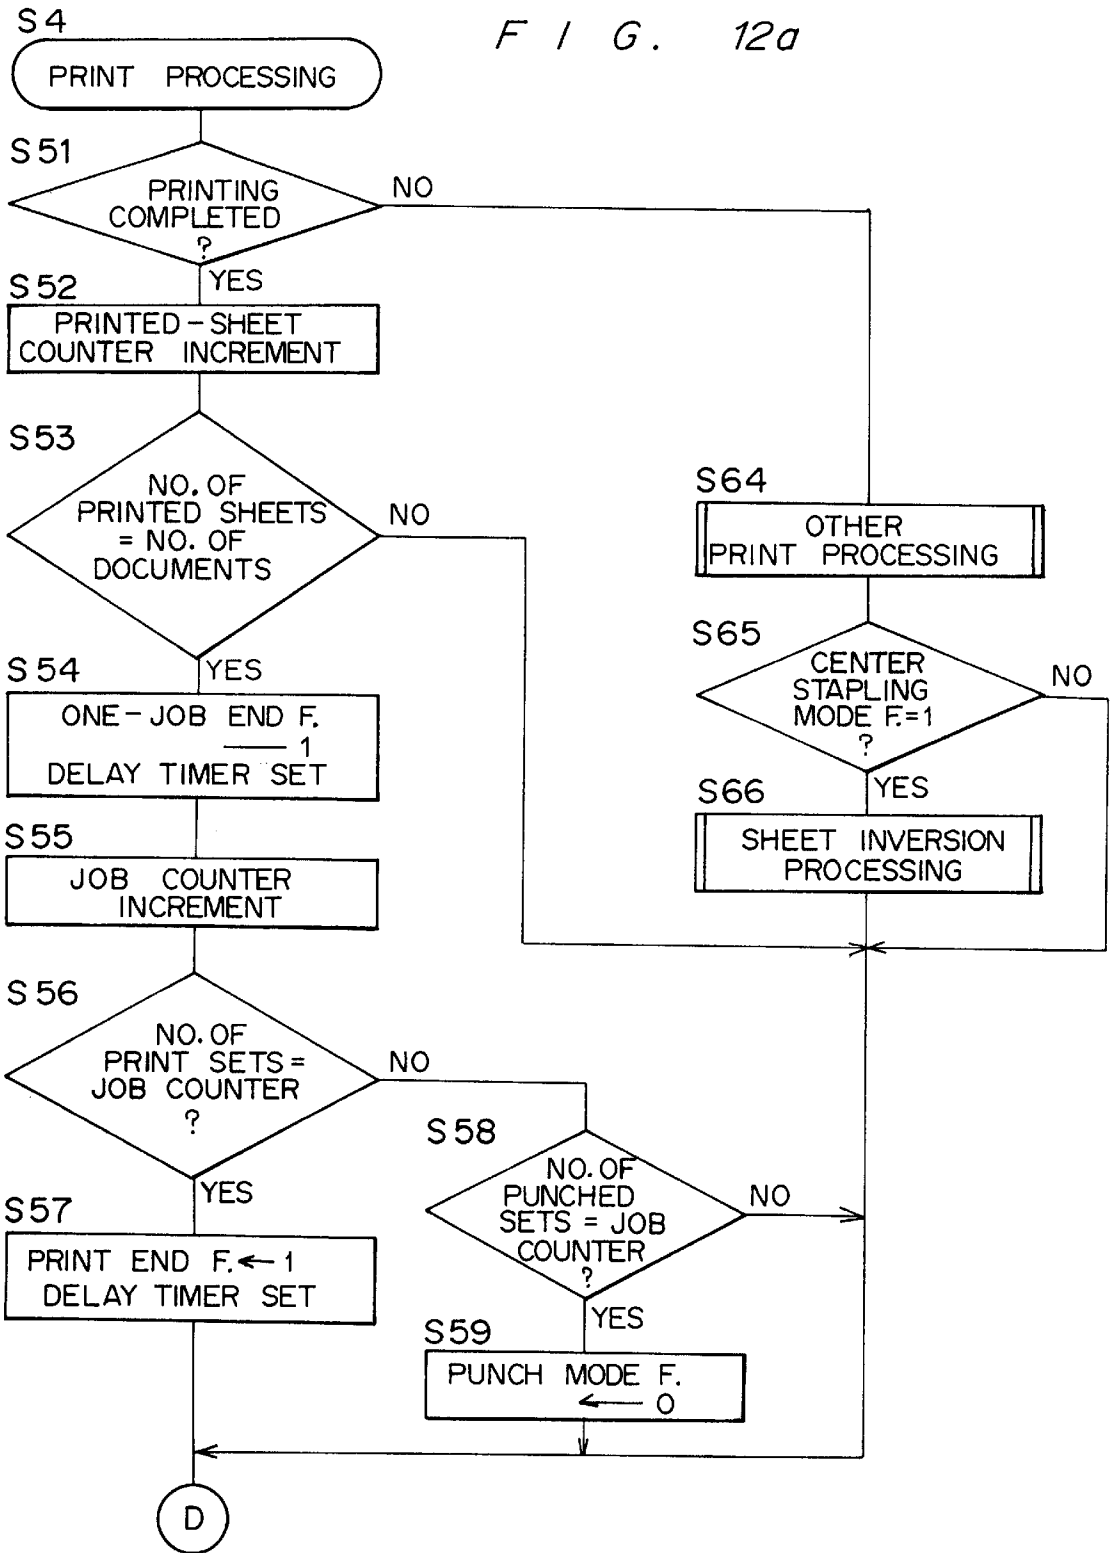 F I G. 12a
S4
PRINT PROCESSING
S51
PRINTING
COMPLETED
?
NO
YES
S52
PRINTED-SHEET
COUNTER INCREMENT
S53
NO. OF
PRINTED SHEETS
= NO. OF
DOCUMENTS
NO
YES
S54
ONE-JOB END F.
— 1
DELAY TIMER SET
S55
JOB COUNTER
INCREMENT
S56
NO. OF
PRINT SETS =
JOB COUNTER
?
NO
YES
S57
PRINT END F. ← 1
DELAY TIMER SET
S58
NO. OF
PUNCHED
SETS = JOB
COUNTER
?
NO
YES
S59
PUNCH MODE F.
← 0
S64
OTHER
PRINT PROCESSING
S65
CENTER
STAPLING
MODE F.=1
?
NO
YES
S66
SHEET INVERSION
PROCESSING
D